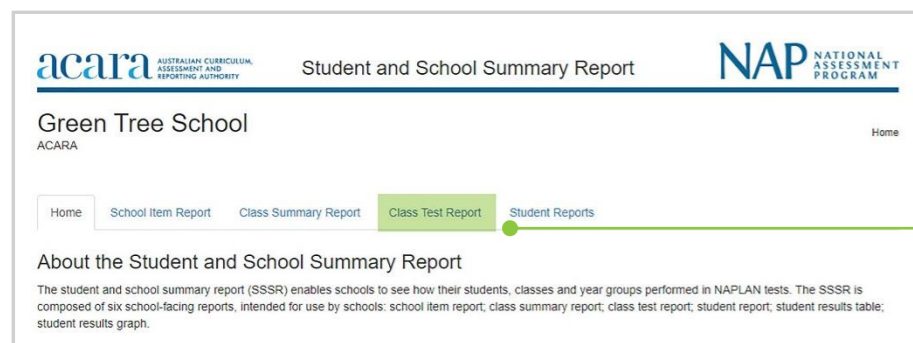 acara AUSTRALIAN CURRICULUM,
ASSESSMENT AND
REPORTING AUTHORITY
Student and School Summary Report
NAP NATIONAL
ASSESSMENT
PROGRAM
Green Tree School
ACARA
Home
Home School Item Report Class Summary Report Class Test Report Student Reports
About the Student and School Summary Report
The student and school summary report (SSSR) enables schools to see how their students, classes and year groups performed in NAPLAN tests. The SSSR is
composed of six school-facing reports, intended for use by schools: school item report; class summary report; class test report; student report; student results table;
student results graph.